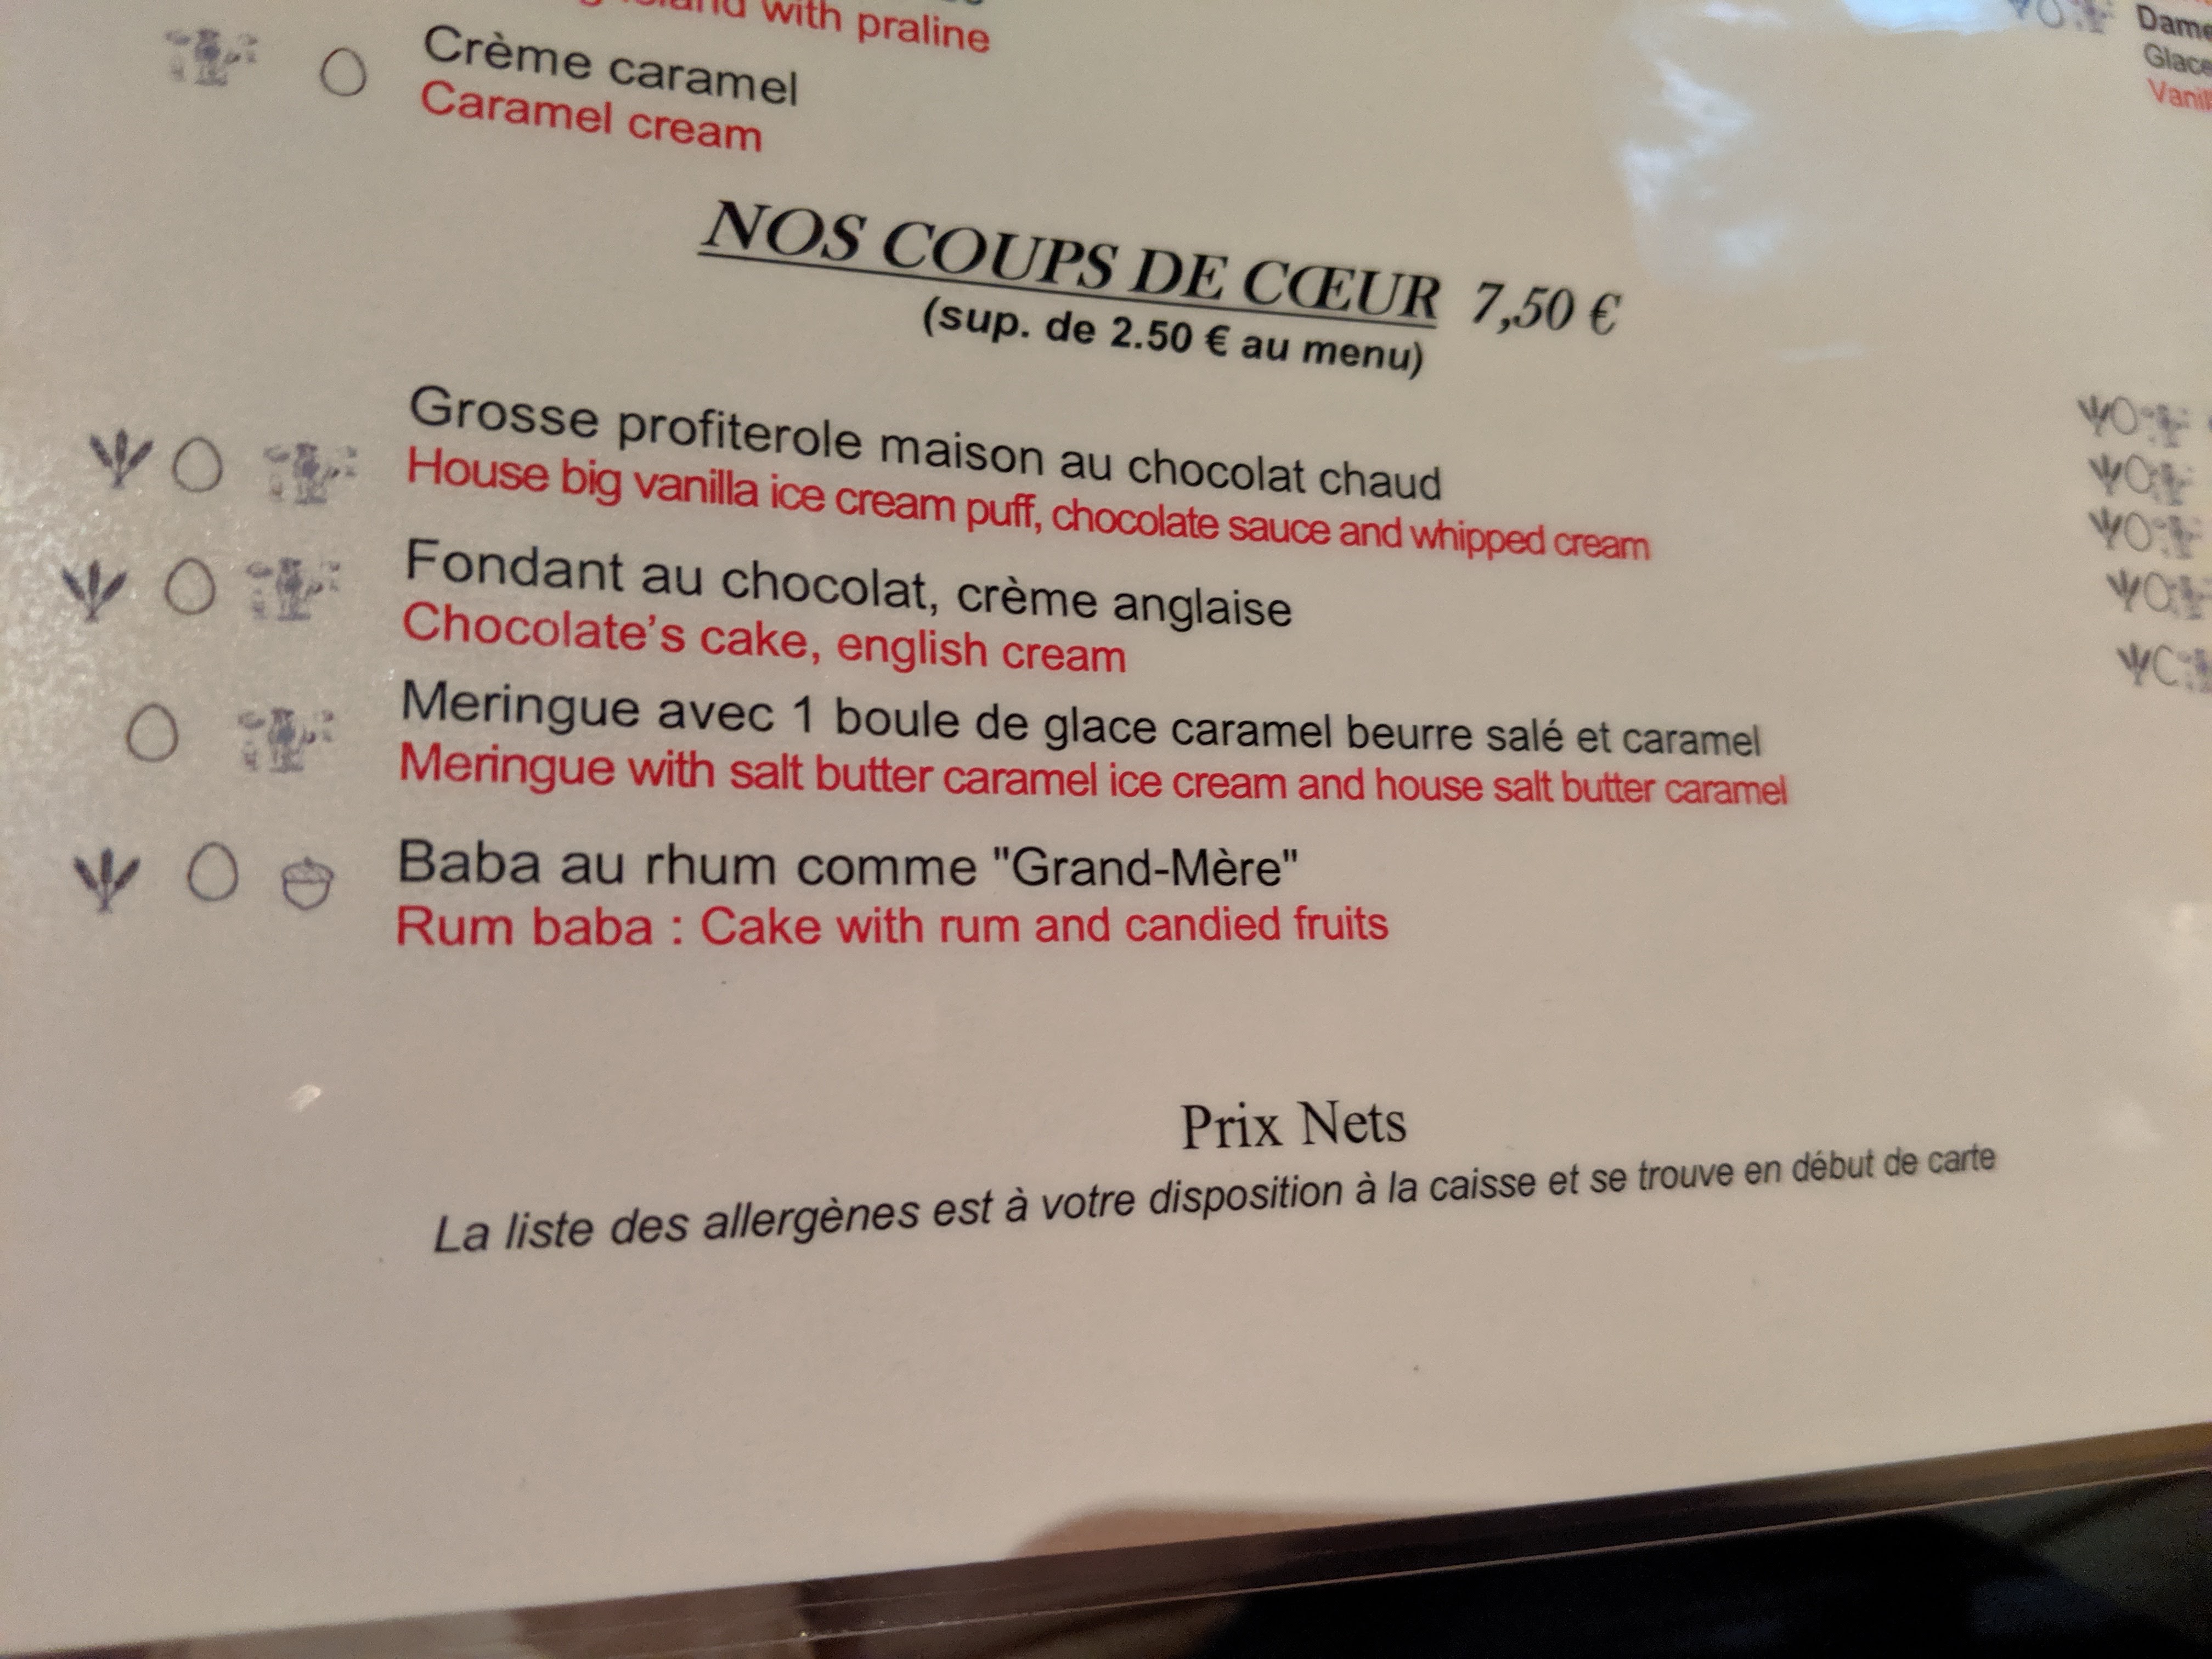 with praline
Crème caramel
Caramel cream
NOS COUPS DE CŒUR 7,50 €
(sup. de 2.50 € au menu)
Grosse profiterole maison au chocolat chaud
House big vanilla ice cream puff, chocolate sauce and whipped cream
Fondant au chocolat, crème anglaise
Chocolate's cake, english cream
Meringue avec 1 boule de glace caramel beurre salé et caramel
Meringue with salt butter caramel ice cream and house salt butter caramel
Baba au rhum comme "Grand-Mère"
Rum baba : Cake with rum and candied fruits
Prix Nets
La liste des allergènes est à votre disposition à la caisse et se trouve en début de carte
Dame
Glace